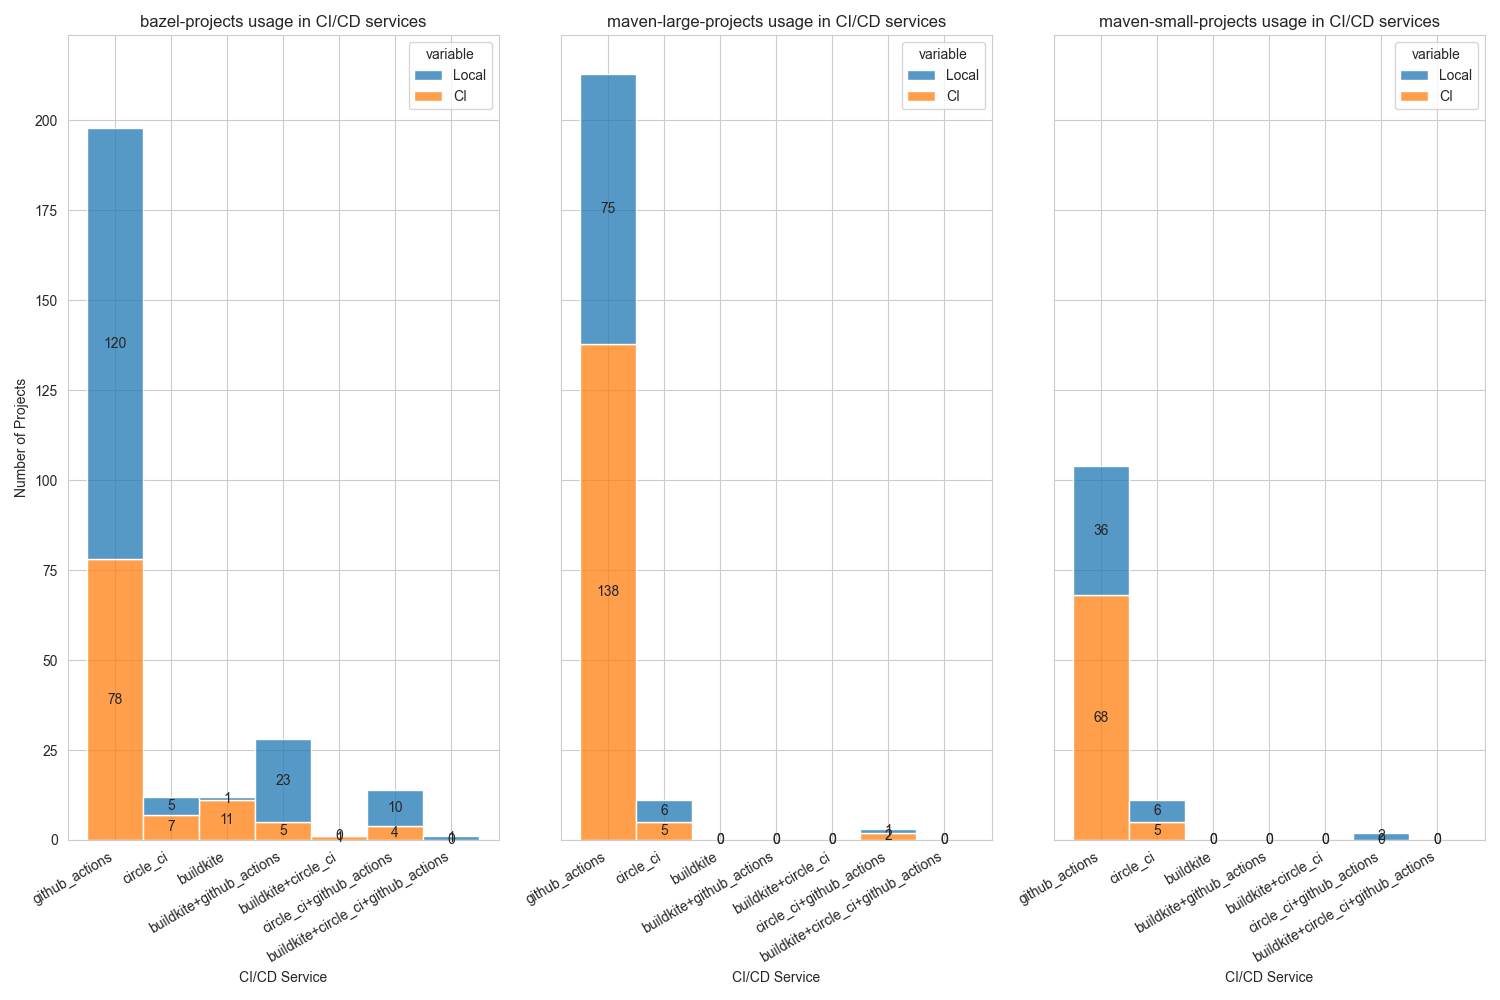 bazel-projects usage in CI/CD services
maven-large-projects usage in CI/CD services
maven-small-projects usage in CI/CD services
variable
Local
CI
variable
Local
CI
variable
Local
CI
Number of Projects
200
175
150
125
100
75
50
25
0
120
78
5
7
1
11
23
5
0
1
10
4
1
0
75
138
6
5
0
0
0
1
2
0
36
68
6
5
0
0
0
2
0
0
github_actions
circle_ci
buildkite
buildkite+github_actions
buildkite+circle_ci
circle_ci+github_actions
buildkite+circle_ci+github_actions
github_actions
circle_ci
buildkite
buildkite+github_actions
buildkite+circle_ci
circle_ci+github_actions
buildkite+circle_ci+github_actions
github_actions
circle_ci
buildkite
buildkite+github_actions
buildkite+circle_ci
circle_ci+github_actions
buildkite+circle_ci+github_actions
CI/CD Service
CI/CD Service
CI/CD Service